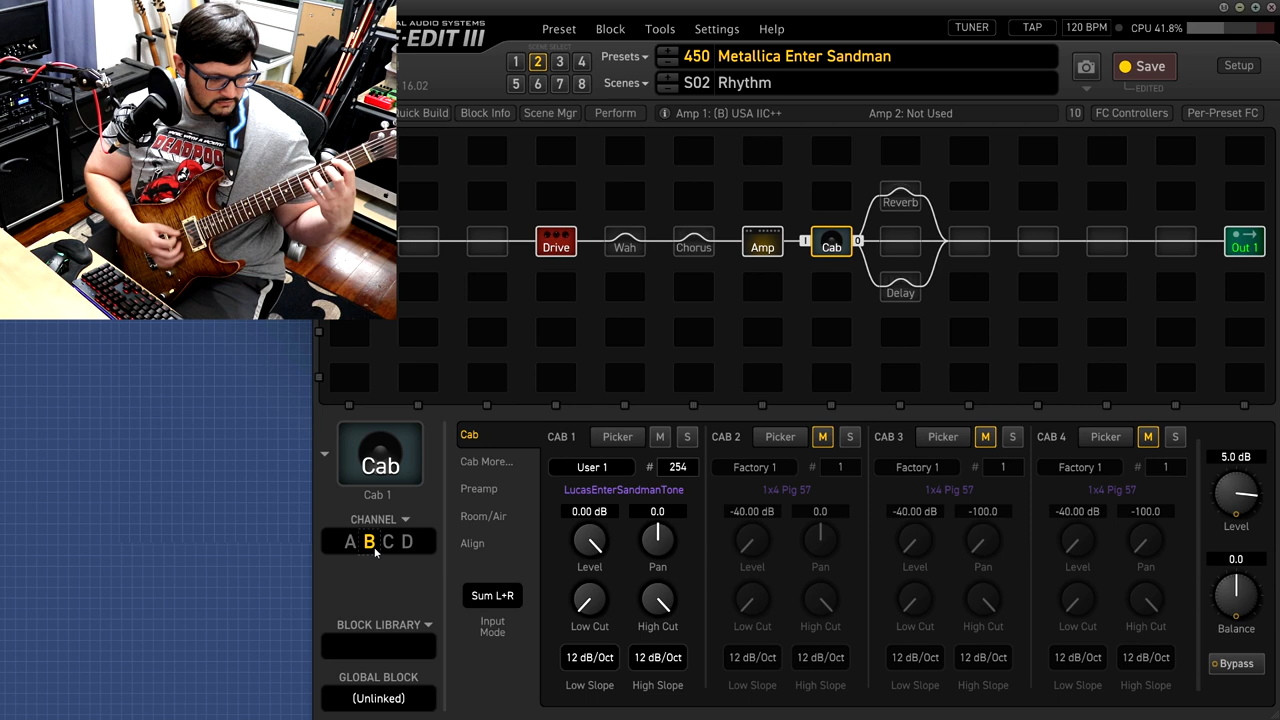 AL AUDIO SYSTEMS
-EDIT III
16.02
Preset Block Tools Settings Help
TUNER TAP 120 BPM CPU 41.8%
SCENE SELECT
1 2 3 4
5 6 7 8
Presets 450 Metallica Enter Sandman
Scenes S02 Rhythm
Save
EDITED
Setup
uick Build Block Info Scene Mgr Perform Amp 1: (B) USA IIC++ Amp 2: Not Used 10 FC Controllers Per-Preset FC
DEADPOOL
Reverb
Drive Wah Chorus Amp I Cab O Out 1
Delay
Cab
Cab 1
CHANNEL
A B C D
BLOCK LIBRARY
GLOBAL BLOCK
(Unlinked)
Cab
Cab More...
Preamp
Room/Air
Align
Sum L+R
Input
Mode
CAB 1 Picker M S
User 1 # 254
LucasEnterSandmanTone
0.00 dB 0.0
Level Pan
Low Cut High Cut
12 dB/Oct 12 dB/Oct
Low Slope High Slope
CAB 2 Picker M S
Factory 1 # 1
1x4 Pig 57
-40.00 dB 0.0
Level Pan
Low Cut High Cut
12 dB/Oct 12 dB/Oct
Low Slope High Slope
CAB 3 Picker M S
Factory 1 # 1
1x4 Pig 57
-40.00 dB -100.0
Level Pan
Low Cut High Cut
12 dB/Oct 12 dB/Oct
Low Slope High Slope
CAB 4 Picker M S
Factory 1 # 1
1x4 Pig 57
-40.00 dB -100.0
Level Pan
Low Cut High Cut
12 dB/Oct 12 dB/Oct
Low Slope High Slope
5.0 dB
Level
0.0
Balance
Bypass